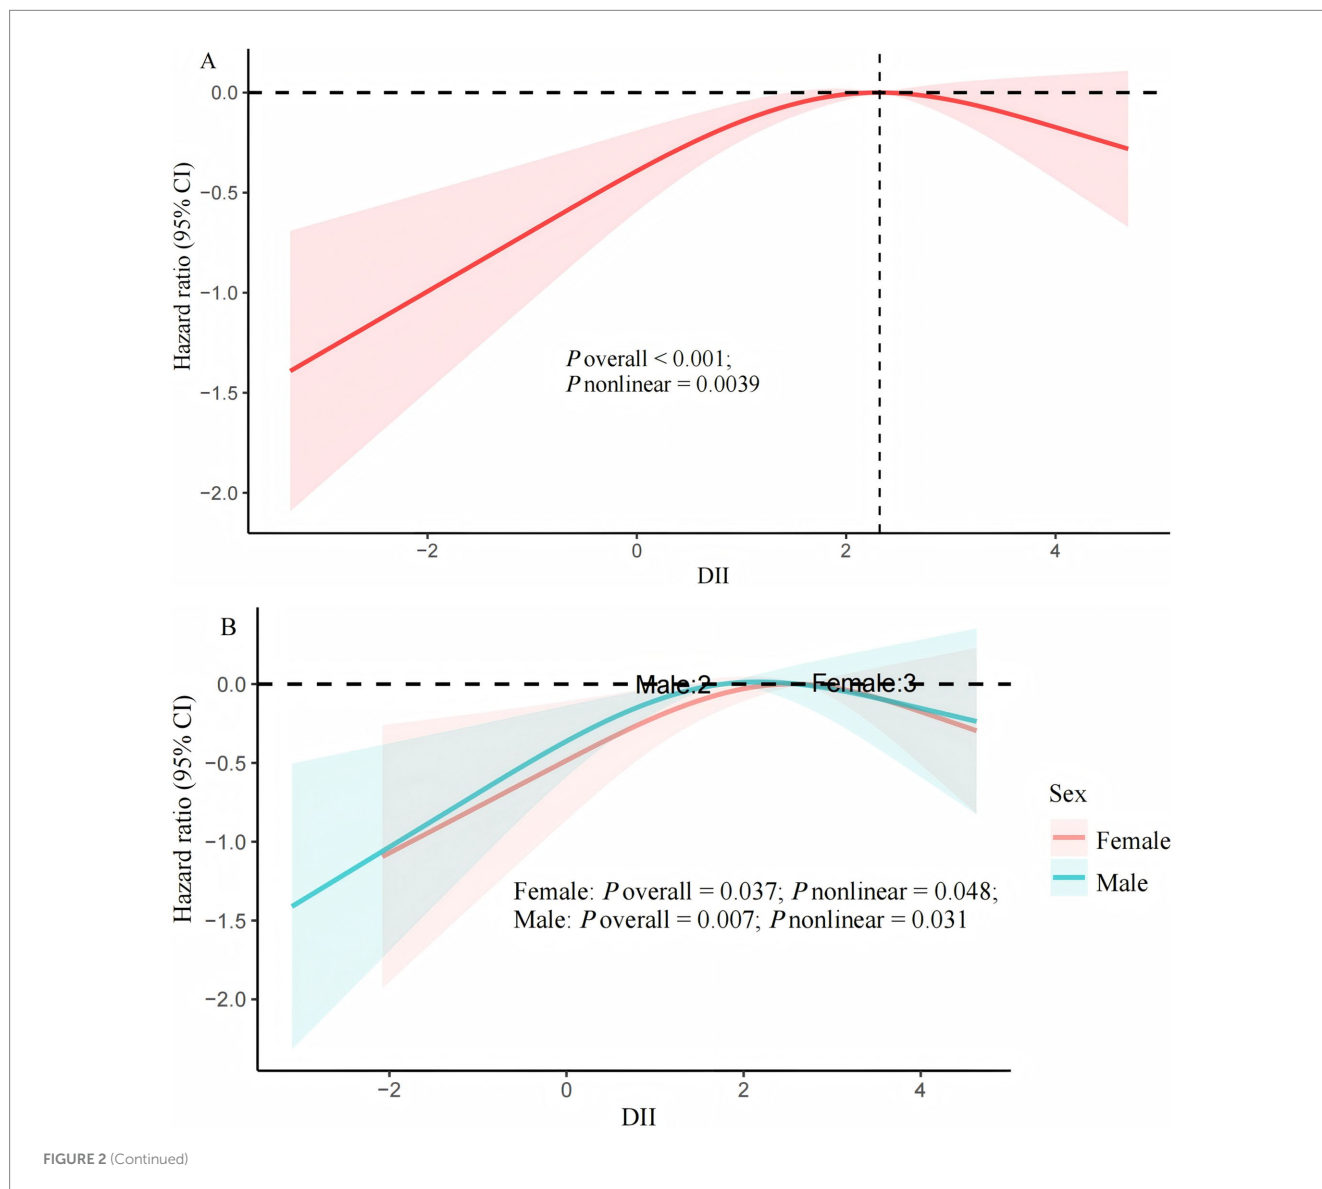 A
Hazard ratio (95% CI)
0.0
−0.5
−1.0
−1.5
−2.0
P overall < 0.001;
P nonlinear = 0.0039
−2 0 2 4
DII
B
Hazard ratio (95% CI)
0.0
−0.5
−1.0
−1.5
−2.0
Male:2 Female:3
Female: P overall = 0.037; P nonlinear = 0.048;
Male: P overall = 0.007; P nonlinear = 0.031
−2 0 2 4
DII
Sex
Female
Male
FIGURE 2 (Continued)